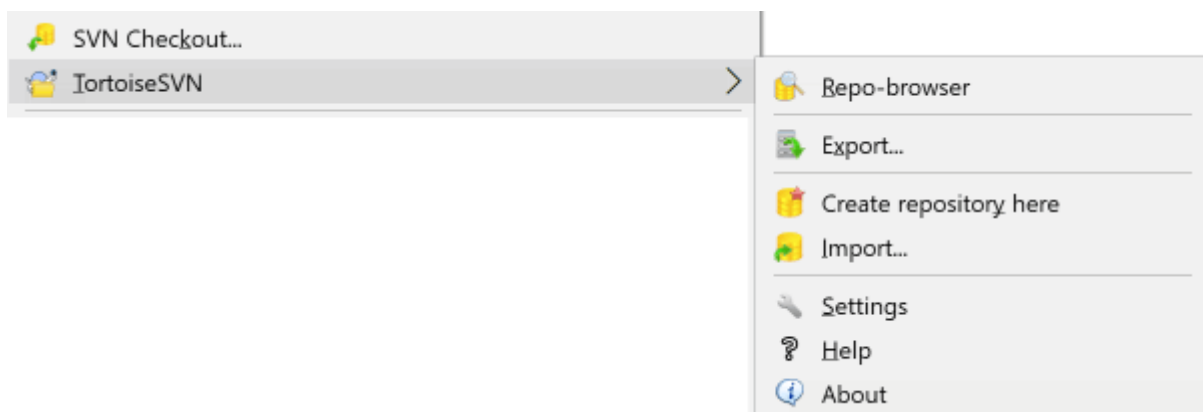 SVN Checkout...
TortoiseSVN
Repo-browser
Export...
Create repository here
Import...
Settings
Help
About